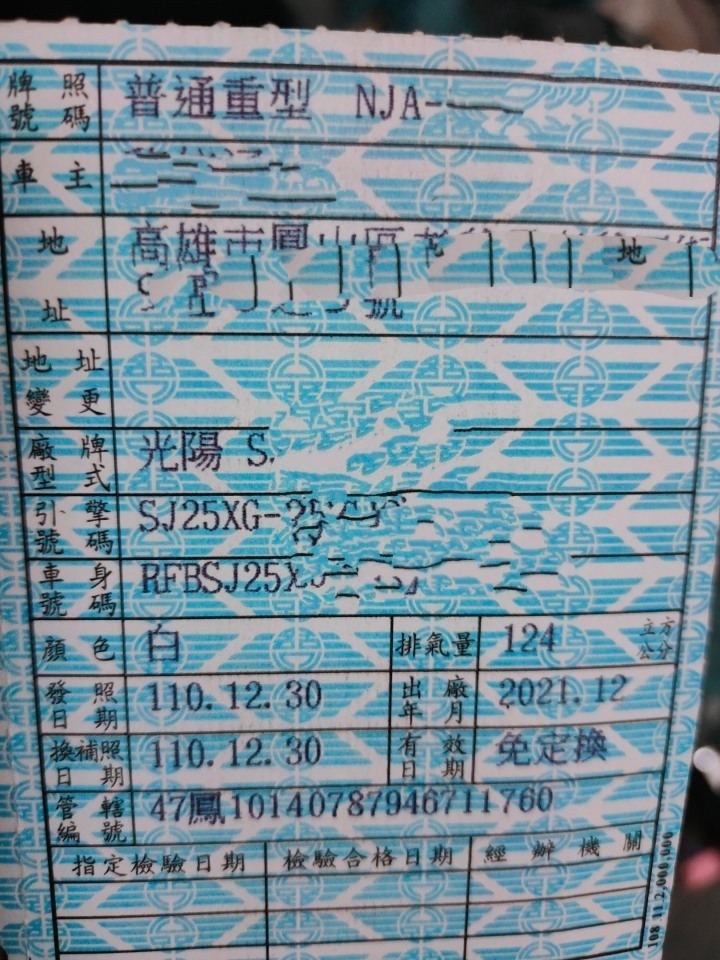 牌照號碼 普通重型 NJA-
車主
地址 高雄市鳳山區
號
地
地址變更
廠牌型式 光陽 S.
引擎號碼 SJ25XG-
車身號碼 RFBSJ25X
顏色 白 排氣量 124 立方公分
發照日期 110.12.30 出廠年月 2021.12
換補照日期 110.12.30 有效日期 免定換
管轄編號 47鳳10140787946711760
指定檢驗日期 檢驗合格日期 經辦機關
108 11 2,000,000